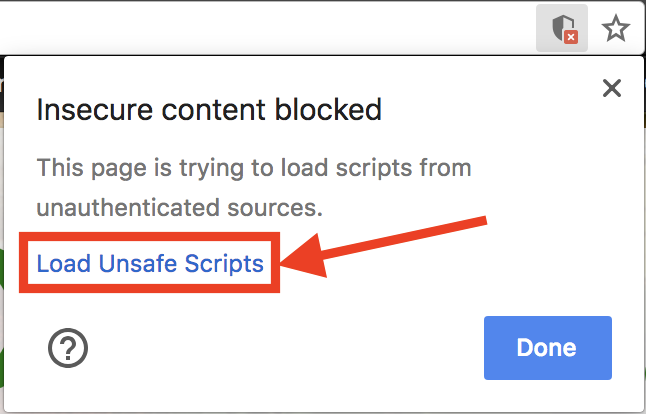 Insecure content blocked
This page is trying to load scripts from
unauthenticated sources.
Load Unsafe Scripts
?
Done